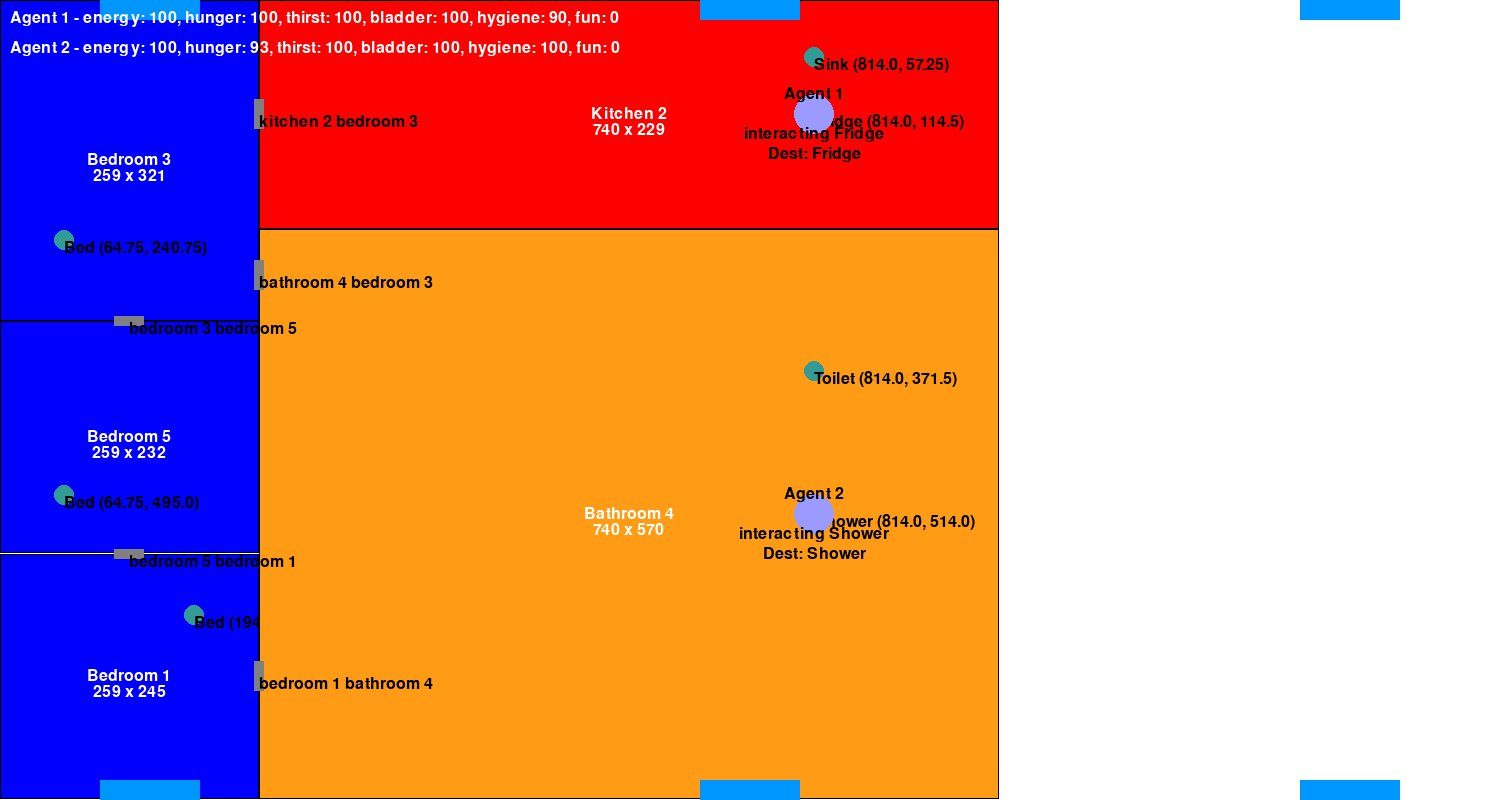 Agent 1 - energy: 100, hunger: 100, thirst: 100, bladder: 100, hygiene: 90, fun: 0
Agent 2 - energy: 100, hunger: 93, thirst: 100, bladder: 100, hygiene: 100, fun: 0
Sink (814.0, 57.25)
Agent 1
Kitchen 2
740 x 229
kitchen 2 bedroom 3
(814.0, 114.5)
interacting Fridge
Dest: Fridge
Bedroom 3
259 x 321
Bed (64.75, 240.75)
bathroom 4 bedroom 3
bedroom 3 bedroom 5
Toilet (814.0, 371.5)
Bedroom 5
259 x 232
Bed (64.75, 495.0)
Agent 2
Bathroom 4
740 x 570
(814.0, 514.0)
interacting Shower
Dest: Shower
bedroom 5 bedroom 1
Bed (194
Bedroom 1
259 x 245
bedroom 1 bathroom 4